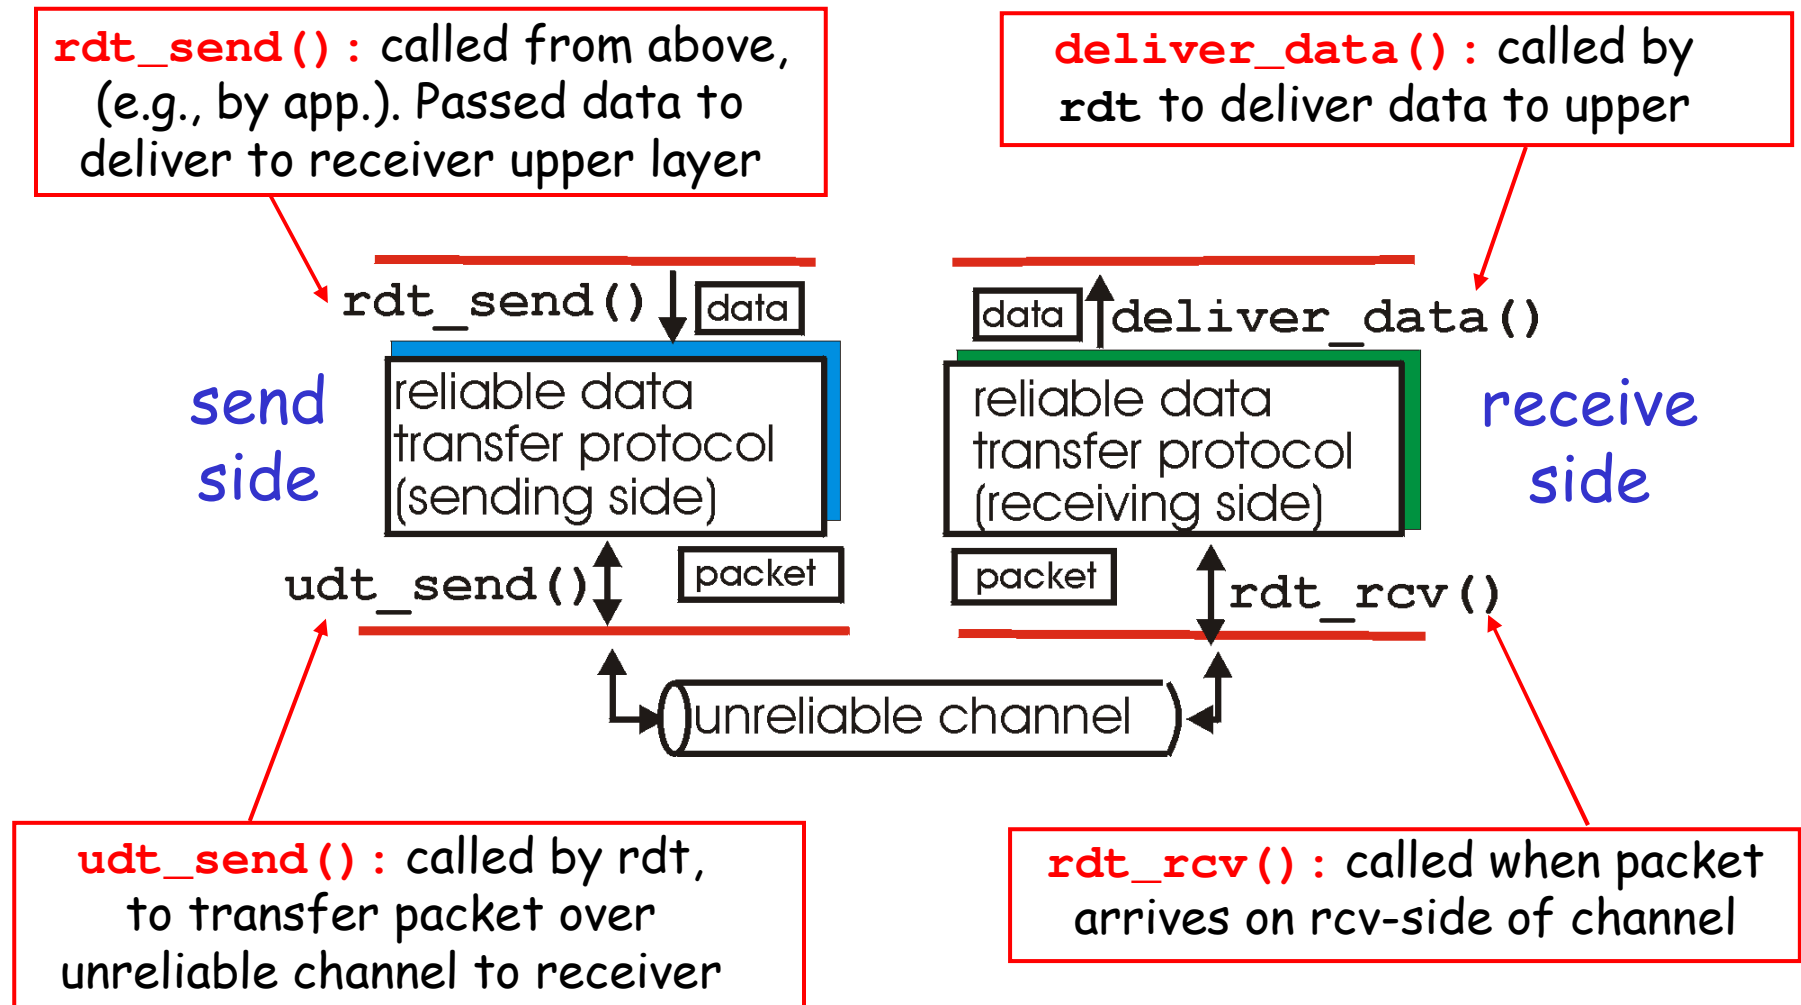 rdt_send(): called from above,
(e.g., by app.). Passed data to
deliver to receiver upper layer
deliver_data(): called by
rdt to deliver data to upper
rdt_send()
data
data
deliver_data()
send
side
reliable data
transfer protocol
(sending side)
reliable data
transfer protocol
(receiving side)
receive
side
udt_send()
packet
packet
rdt_rcv()
unreliable channel
udt_send(): called by rdt,
to transfer packet over
unreliable channel to receiver
rdt_rcv(): called when packet
arrives on rcv-side of channel